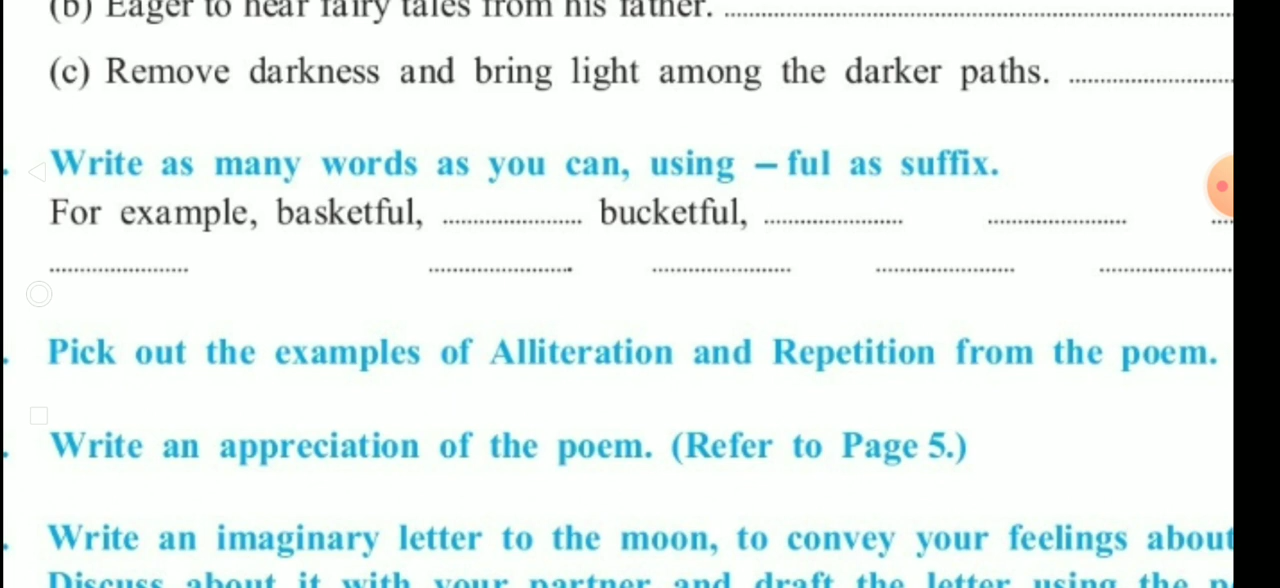 (b) Eager to hear fairy tales from his father. ..............................
(c) Remove darkness and bring light among the darker paths. ....................
. Write as many words as you can, using – ful as suffix.
For example, basketful, .................... bucketful, .................... .................... ....
.................... .................... .................... .................... ....................
. Pick out the examples of Alliteration and Repetition from the poem.
. Write an appreciation of the poem. (Refer to Page 5.)
. Write an imaginary letter to the moon, to convey your feelings about
Discuss about it with your partner and draft the letter using the